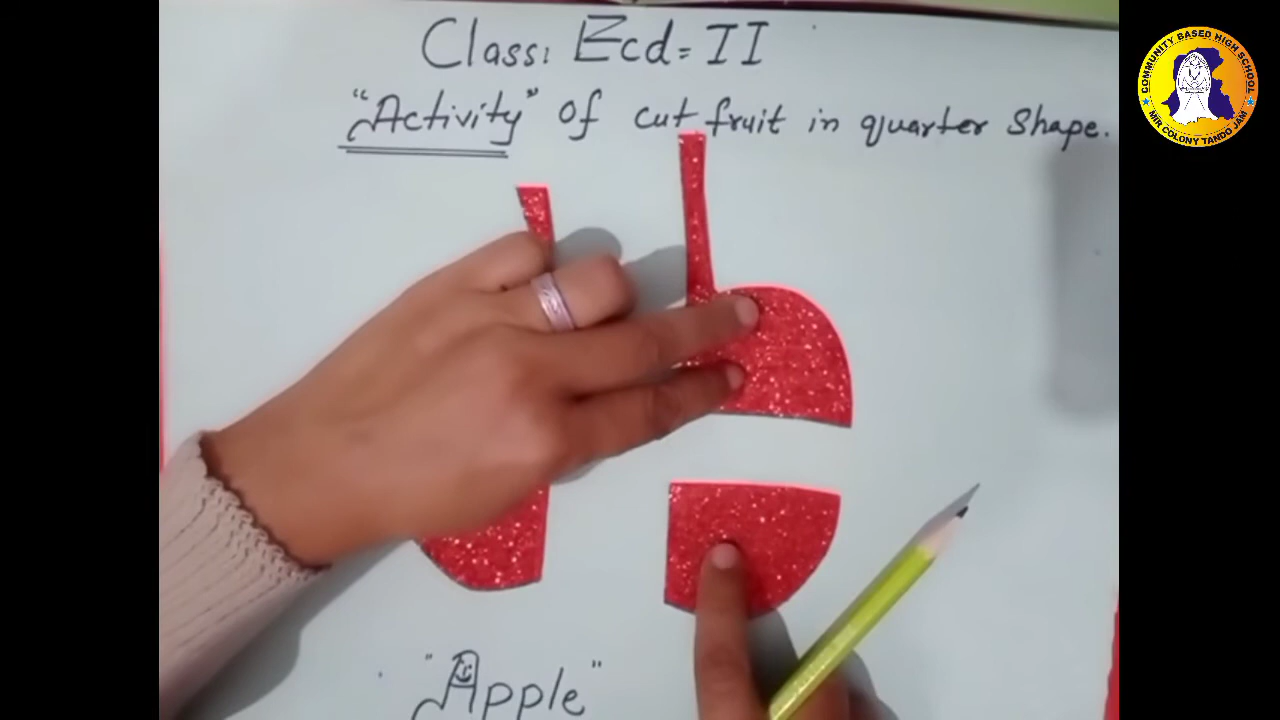 Class: Ecd = II
"Activity" of cut fruit in quarter Shape.
"Apple"
COMMUNITY BASED HIGH SCHOOL
MIR COLONY TANDO JAM